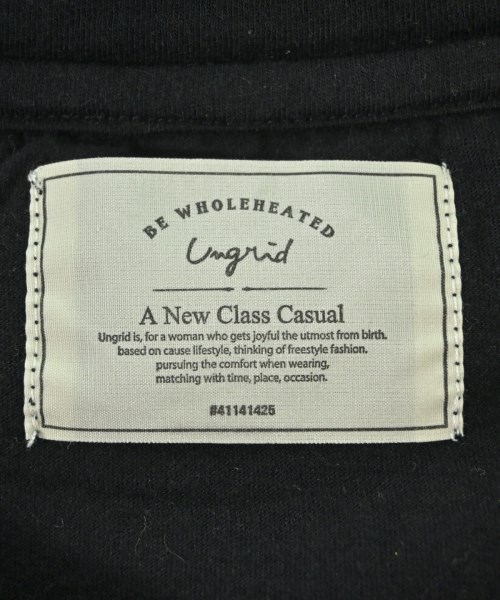 BE WHOLEHEATED
Ungrid
A New Class Casual
Ungrid is, for a woman who gets joyful the utmost from birth.
based on cause lifestyle, thinking of freestyle fashion.
pursuing the comfort when wearing,
matching with time, place, occasion.
#41141425